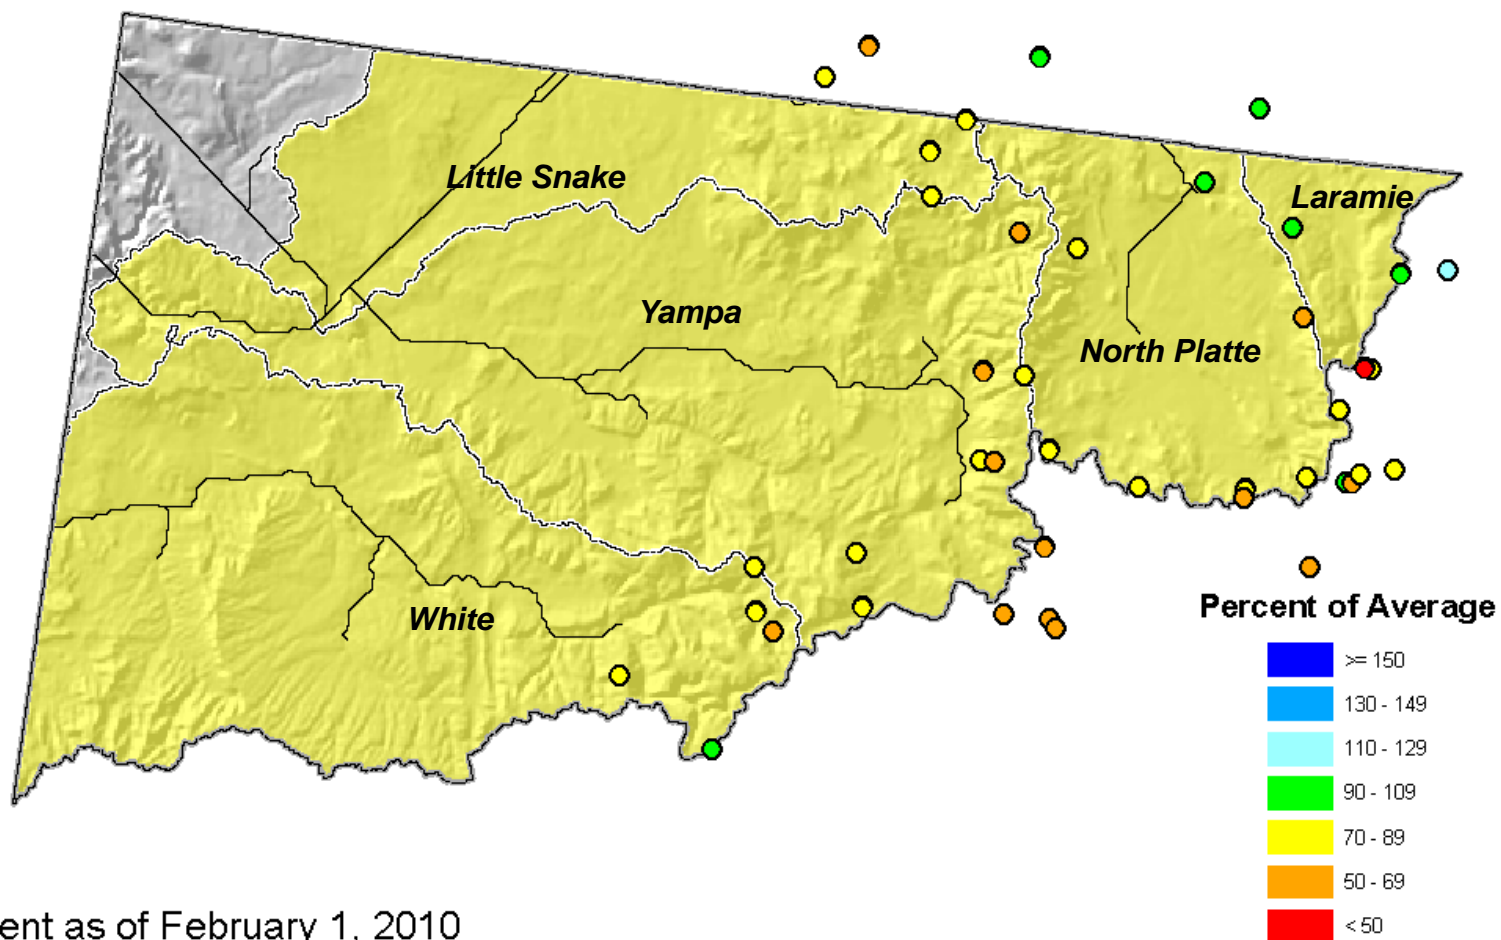 Little Snake
Laramie
Yampa
North Platte
White
Percent of Average
>= 150
130 - 149
110 - 129
90 - 109
70 - 89
50 - 69
< 50
ent as of February 1, 2010